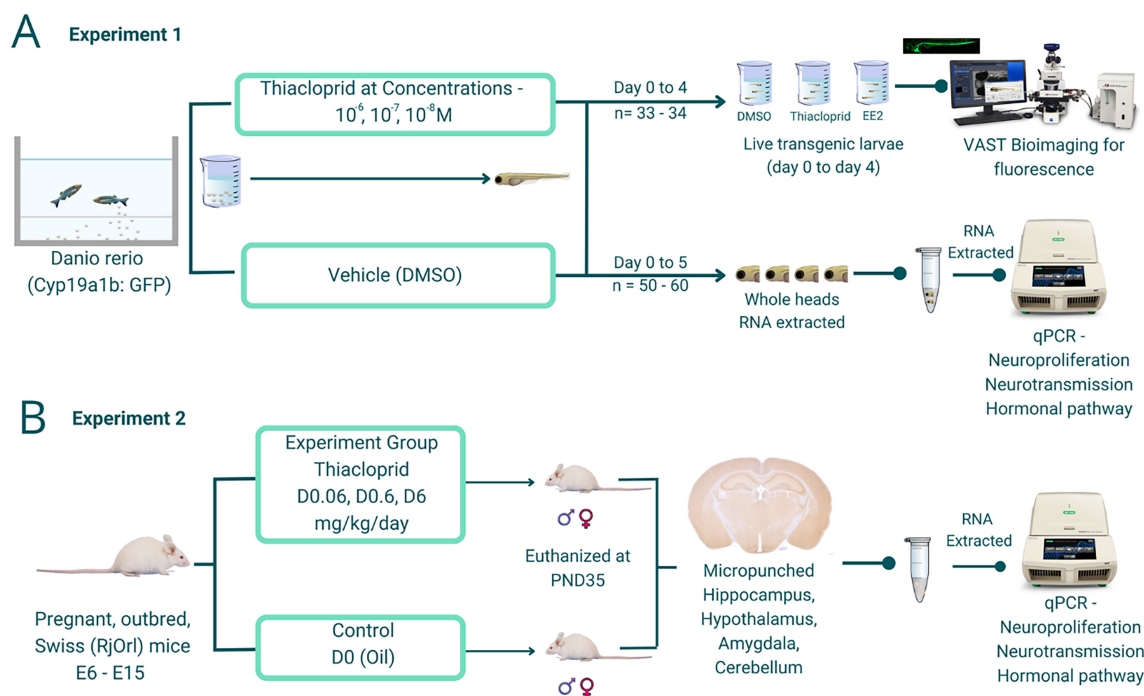 A
Experiment 1
Thiacloprid at Concentrations -
10⁻⁶, 10⁻⁷, 10⁻⁸M
Vehicle (DMSO)
Danio rerio
(Cyp19a1b: GFP)
Day 0 to 4
n= 33 - 34
DMSO
Thiacloprid
EE2
Live transgenic larvae
(day 0 to day 4)
VAST Bioimaging for
fluorescence
Day 0 to 5
n = 50 - 60
Whole heads
RNA extracted
RNA
Extracted
qPCR -
Neuroproliferation
Neurotransmission
Hormonal pathway
B
Experiment 2
Pregnant, outbred,
Swiss (RjOrl) mice
E6 - E15
Experiment Group
Thiacloprid
D0.06, D0.6, D6
mg/kg/day
Control
D0 (Oil)
♂♀
Euthanized at
PND35
♂♀
Micropunched
Hippocampus,
Hypothalamus,
Amygdala,
Cerebellum
RNA
Extracted
qPCR -
Neuroproliferation
Neurotransmission
Hormonal pathway